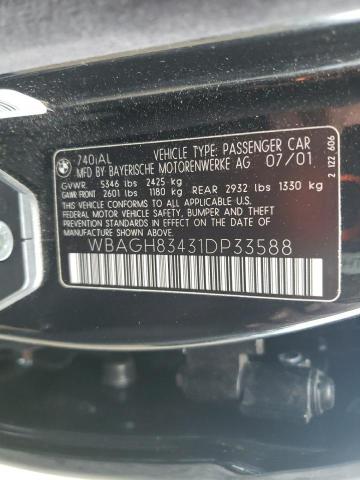 740iAL VEHICLE TYPE: PASSENGER CAR
MFD BY BAYERISCHE MOTORENWERKE AG 07/01
GVWR: 5346 lbs 2425 kg
GAWR FRONT 2601 lbs 1180 kg REAR 2932 lbs 1330 kg
THIS VEHICLE CONFORMS TO ALL APPLICABLE
FEDERAL MOTOR VEHICLE SAFETY, BUMPER, AND THEFT
PREVENTION STANDARDS IN EFFECT ON THE DATE
OF MANUFACTURE SHOWN ABOVE.
WBAGH83431DP33588
2 122 606